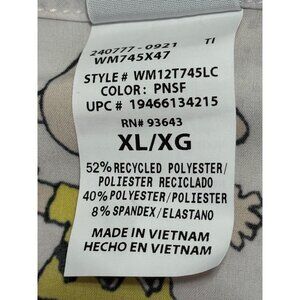 240777-0921 TI
WM745X47
STYLE# WM12T745LC
COLOR: PNSF
UPC # 19466134215
RN# 93643
XL/XG
52% RECYCLED POLYESTER/
POLIESTER RECICLADO
40% POLYESTER/POLIESTER
8% SPANDEX/ELASTANO
MADE IN VIETNAM
HECHO EN VIETNAM